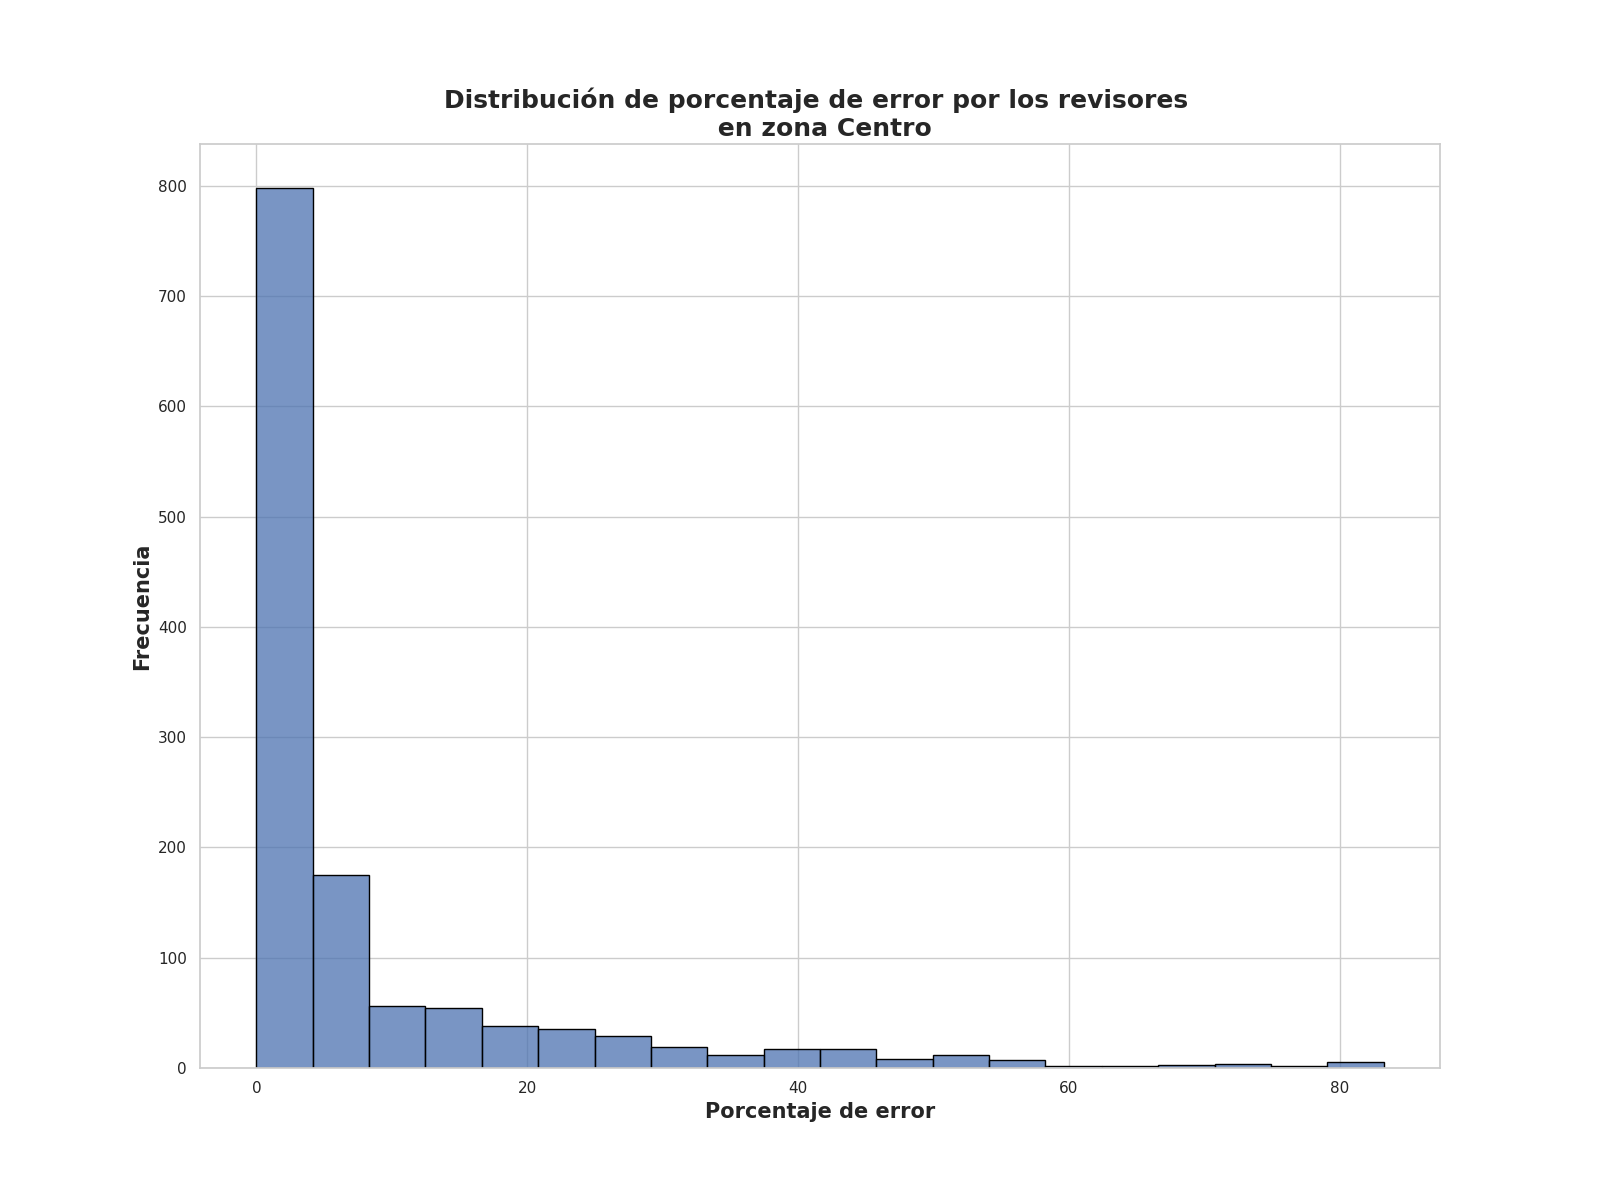 Distribución de porcentaje de error por los revisores
en zona Centro
800
700
600
500
400
300
200
100
0
Frecuencia
0 20 40 60 80
Porcentaje de error